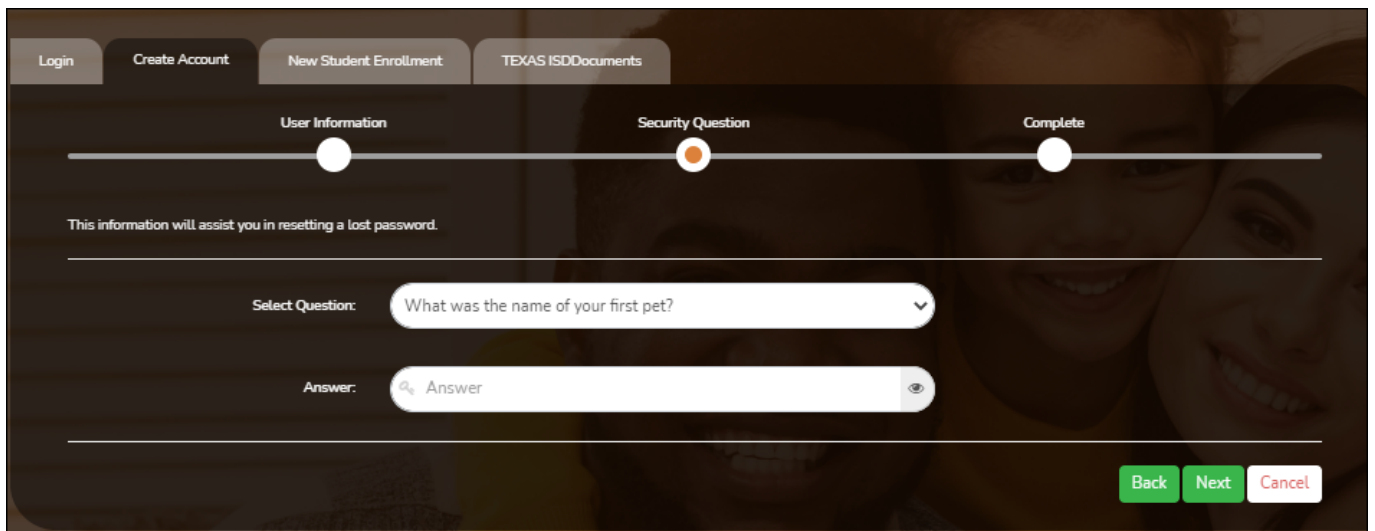 Login Create Account New Student Enrollment TEXAS ISDDocuments
User Information Security Question Complete
This information will assist you in resetting a lost password.
Select Question: What was the name of your first pet?
Answer: Answer
Back Next Cancel